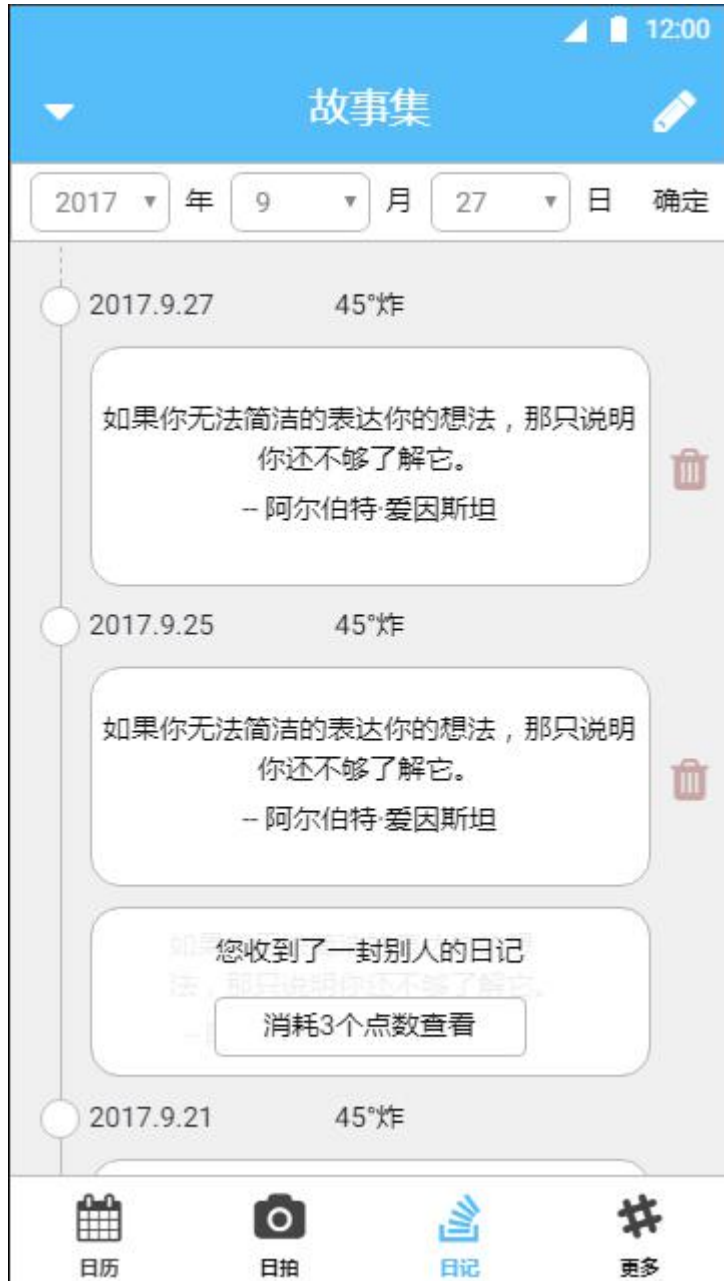 12:00
故事集
2017 年 9 月 27 日 确定
2017.9.27 45°炸
如果你无法简洁的表达你的想法，那只说明
你还不够了解它。
-- 阿尔伯特·爱因斯坦
2017.9.25 45°炸
如果你无法简洁的表达你的想法，那只说明
你还不够了解它。
-- 阿尔伯特·爱因斯坦
您收到了一封别人的日记
消耗3个点数查看
2017.9.21 45°炸
日历 日拍 日记 更多